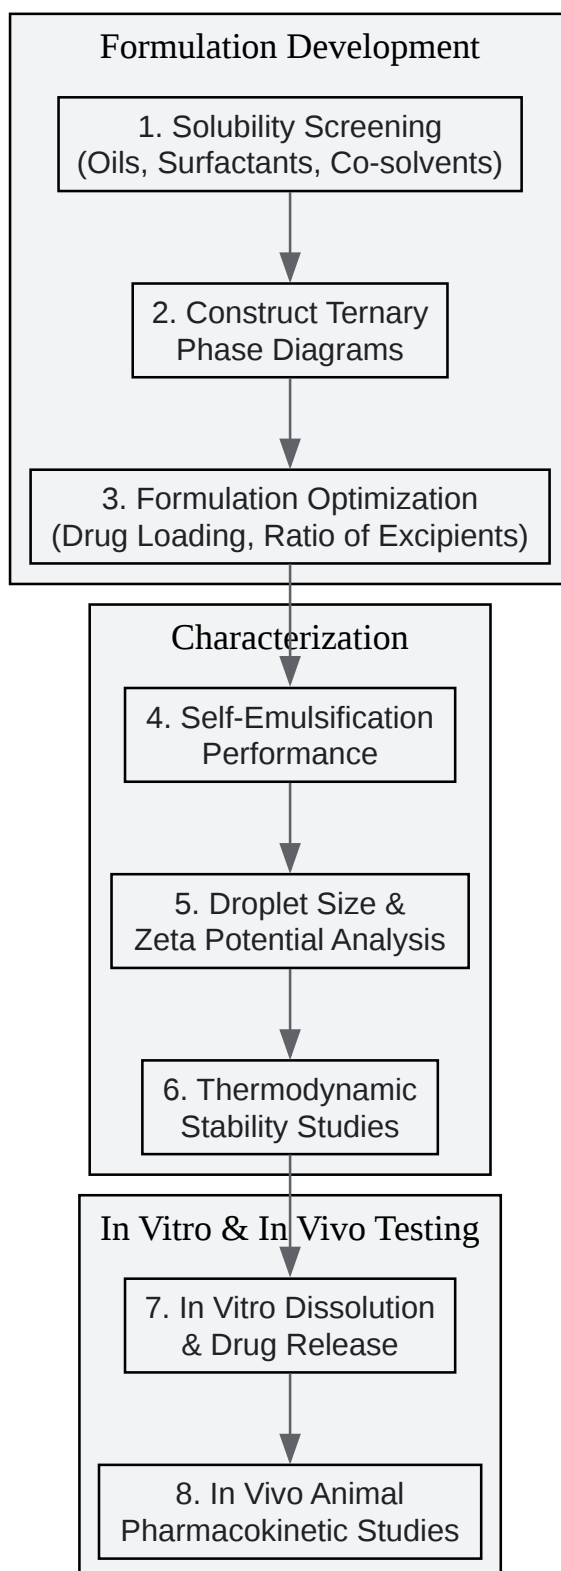 Formulation Development
1. Solubility Screening
(Oils, Surfactants, Co-solvents)
2. Construct Ternary
Phase Diagrams
3. Formulation Optimization
(Drug Loading, Ratio of Excipients)
Characterization
4. Self-Emulsification
Performance
5. Droplet Size &
Zeta Potential Analysis
6. Thermodynamic
Stability Studies
In Vitro & In Vivo Testing
7. In Vitro Dissolution
& Drug Release
8. In Vivo Animal
Pharmacokinetic Studies